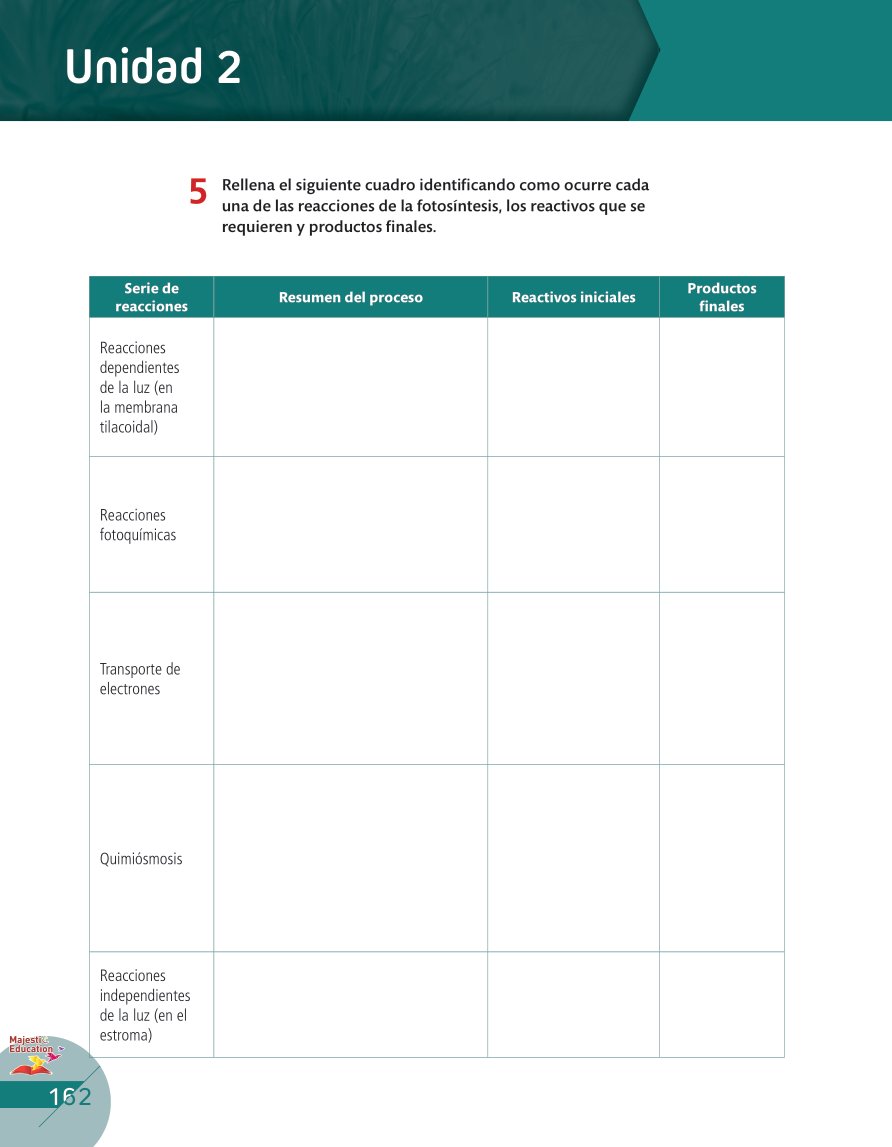 Unidad 2
5
Rellena el siguiente cuadro identificando como ocurre cada
una de las reacciones de la fotosíntesis, los reactivos que se
requieren y productos finales.
Serie de
reacciones
Resumen del proceso
Reactivos iniciales
Productos
finales
Reacciones
dependientes
de la luz (en
la membrana
tilacoidal)
Reacciones
fotoquímicas
Transporte de
electrones
Quimiósmosis
Reacciones
independientes
de la luz (en el
estroma)
Majestic
Education
162